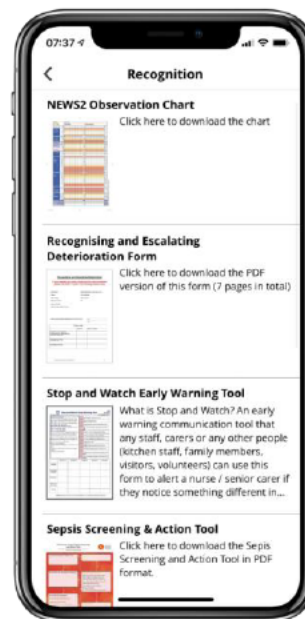 07:37
Recognition
NEWS2 Observation Chart
Click here to download the chart
Recognising and Escalating
Deterioration Form
Click here to download the PDF
version of this form (7 pages in total)
Stop and Watch Early Warning Tool
What is Stop and Watch? An early
warning communication tool that
any staff, carers or any other people
(kitchen staff, family members,
visitors, volunteers) can use this
form to alert a nurse / senior carer if
they notice something different in...
Sepsis Screening & Action Tool
Click here to download the Sepis
Screening and Action Tool in PDF
format.